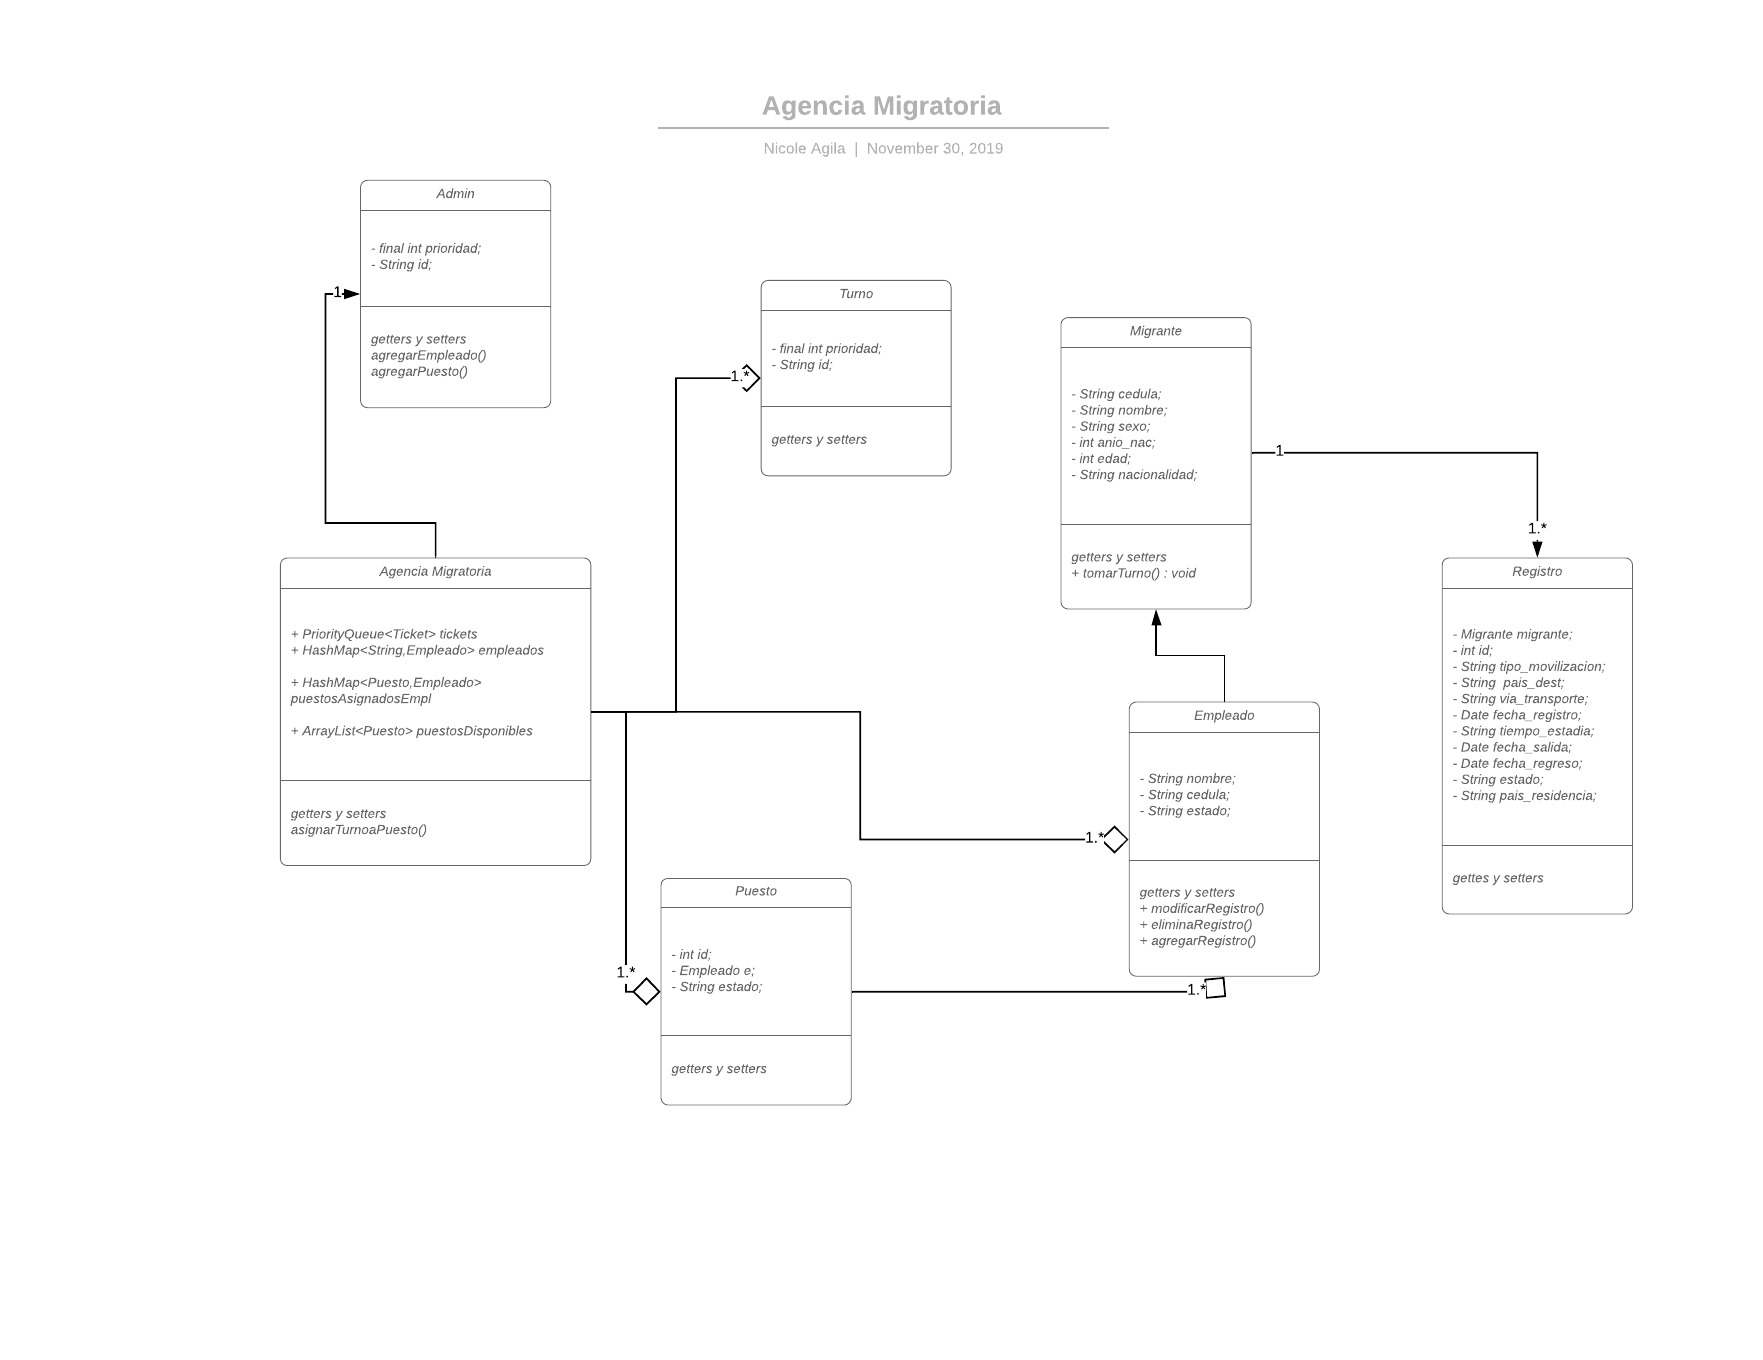 Agencia Migratoria
Nicole Agila | November 30, 2019
Admin
- final int prioridad;
- String id;
1
getters y setters
agregarEmpleado()
agregarPuesto()
Turno
- final int prioridad;
- String id;
1.*
getters y setters
Migrante
- String cedula;
- String nombre;
- String sexo;
- int anio_nac;
- int edad;
- String nacionalidad;
1
getters y setters
+ tomarTurno() : void
1.*
Agencia Migratoria
+ PriorityQueue<Ticket> tickets
+ HashMap<String,Empleado> empleados
+ HashMap<Puesto,Empleado>
puestosAsignadosEmpl
+ ArrayList<Puesto> puestosDisponibles
getters y setters
asignarTurnoaPuesto()
Registro
- Migrante migrante;
- int id;
- String tipo_movilizacion;
- String  pais_dest;
- String via_transporte;
- Date fecha_registro;
- String tiempo_estadia;
- Date fecha_salida;
- Date fecha_regreso;
- String estado;
- String pais_residencia;
gettes y setters
Empleado
- String nombre;
- String cedula;
- String estado;
1.*
getters y setters
+ modificarRegistro()
+ eliminaRegistro()
+ agregarRegistro()
Puesto
- int id;
- Empleado e;
- String estado;
1.*
1.*
getters y setters